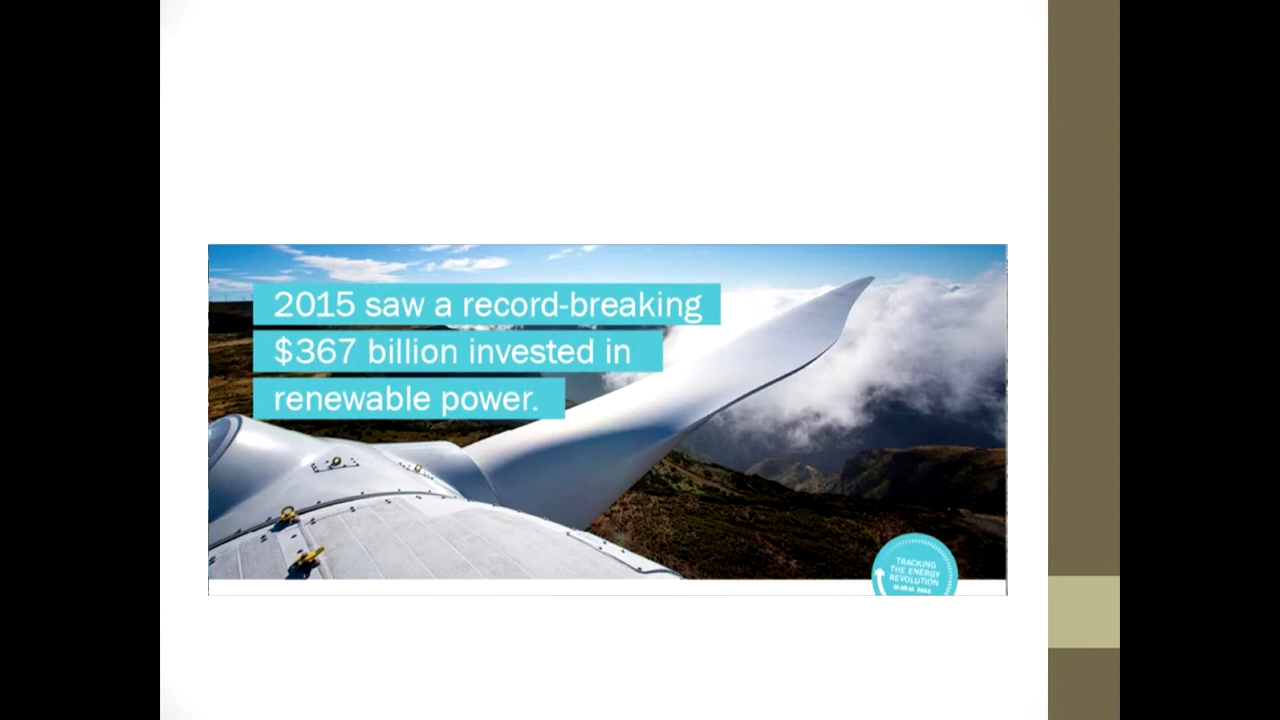 2015 saw a record-breaking
$367 billion invested in
renewable power.
TRACKING
THE ENERGY
REVOLUTION